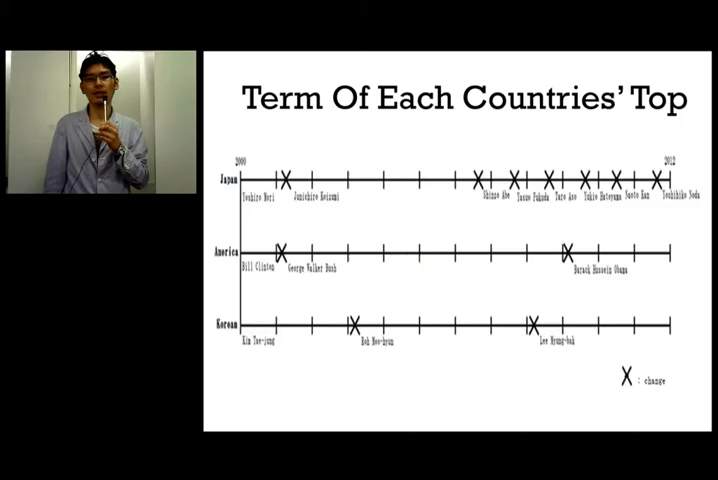 Term Of Each Countries' Top
2000 2012
Japan
Yoshiro Mori Junichiro Koizumi Shinzo Abe Yasuo Fukuda Taro Aso Yukio Hatoyama Naoto Kan Yoshihiko Noda
America
Bill Clinton George Walker Bush Barack Hussein Obama
Korean
Kim Tae-jung Roh Moo-hyun Lee Myung-bak
: change